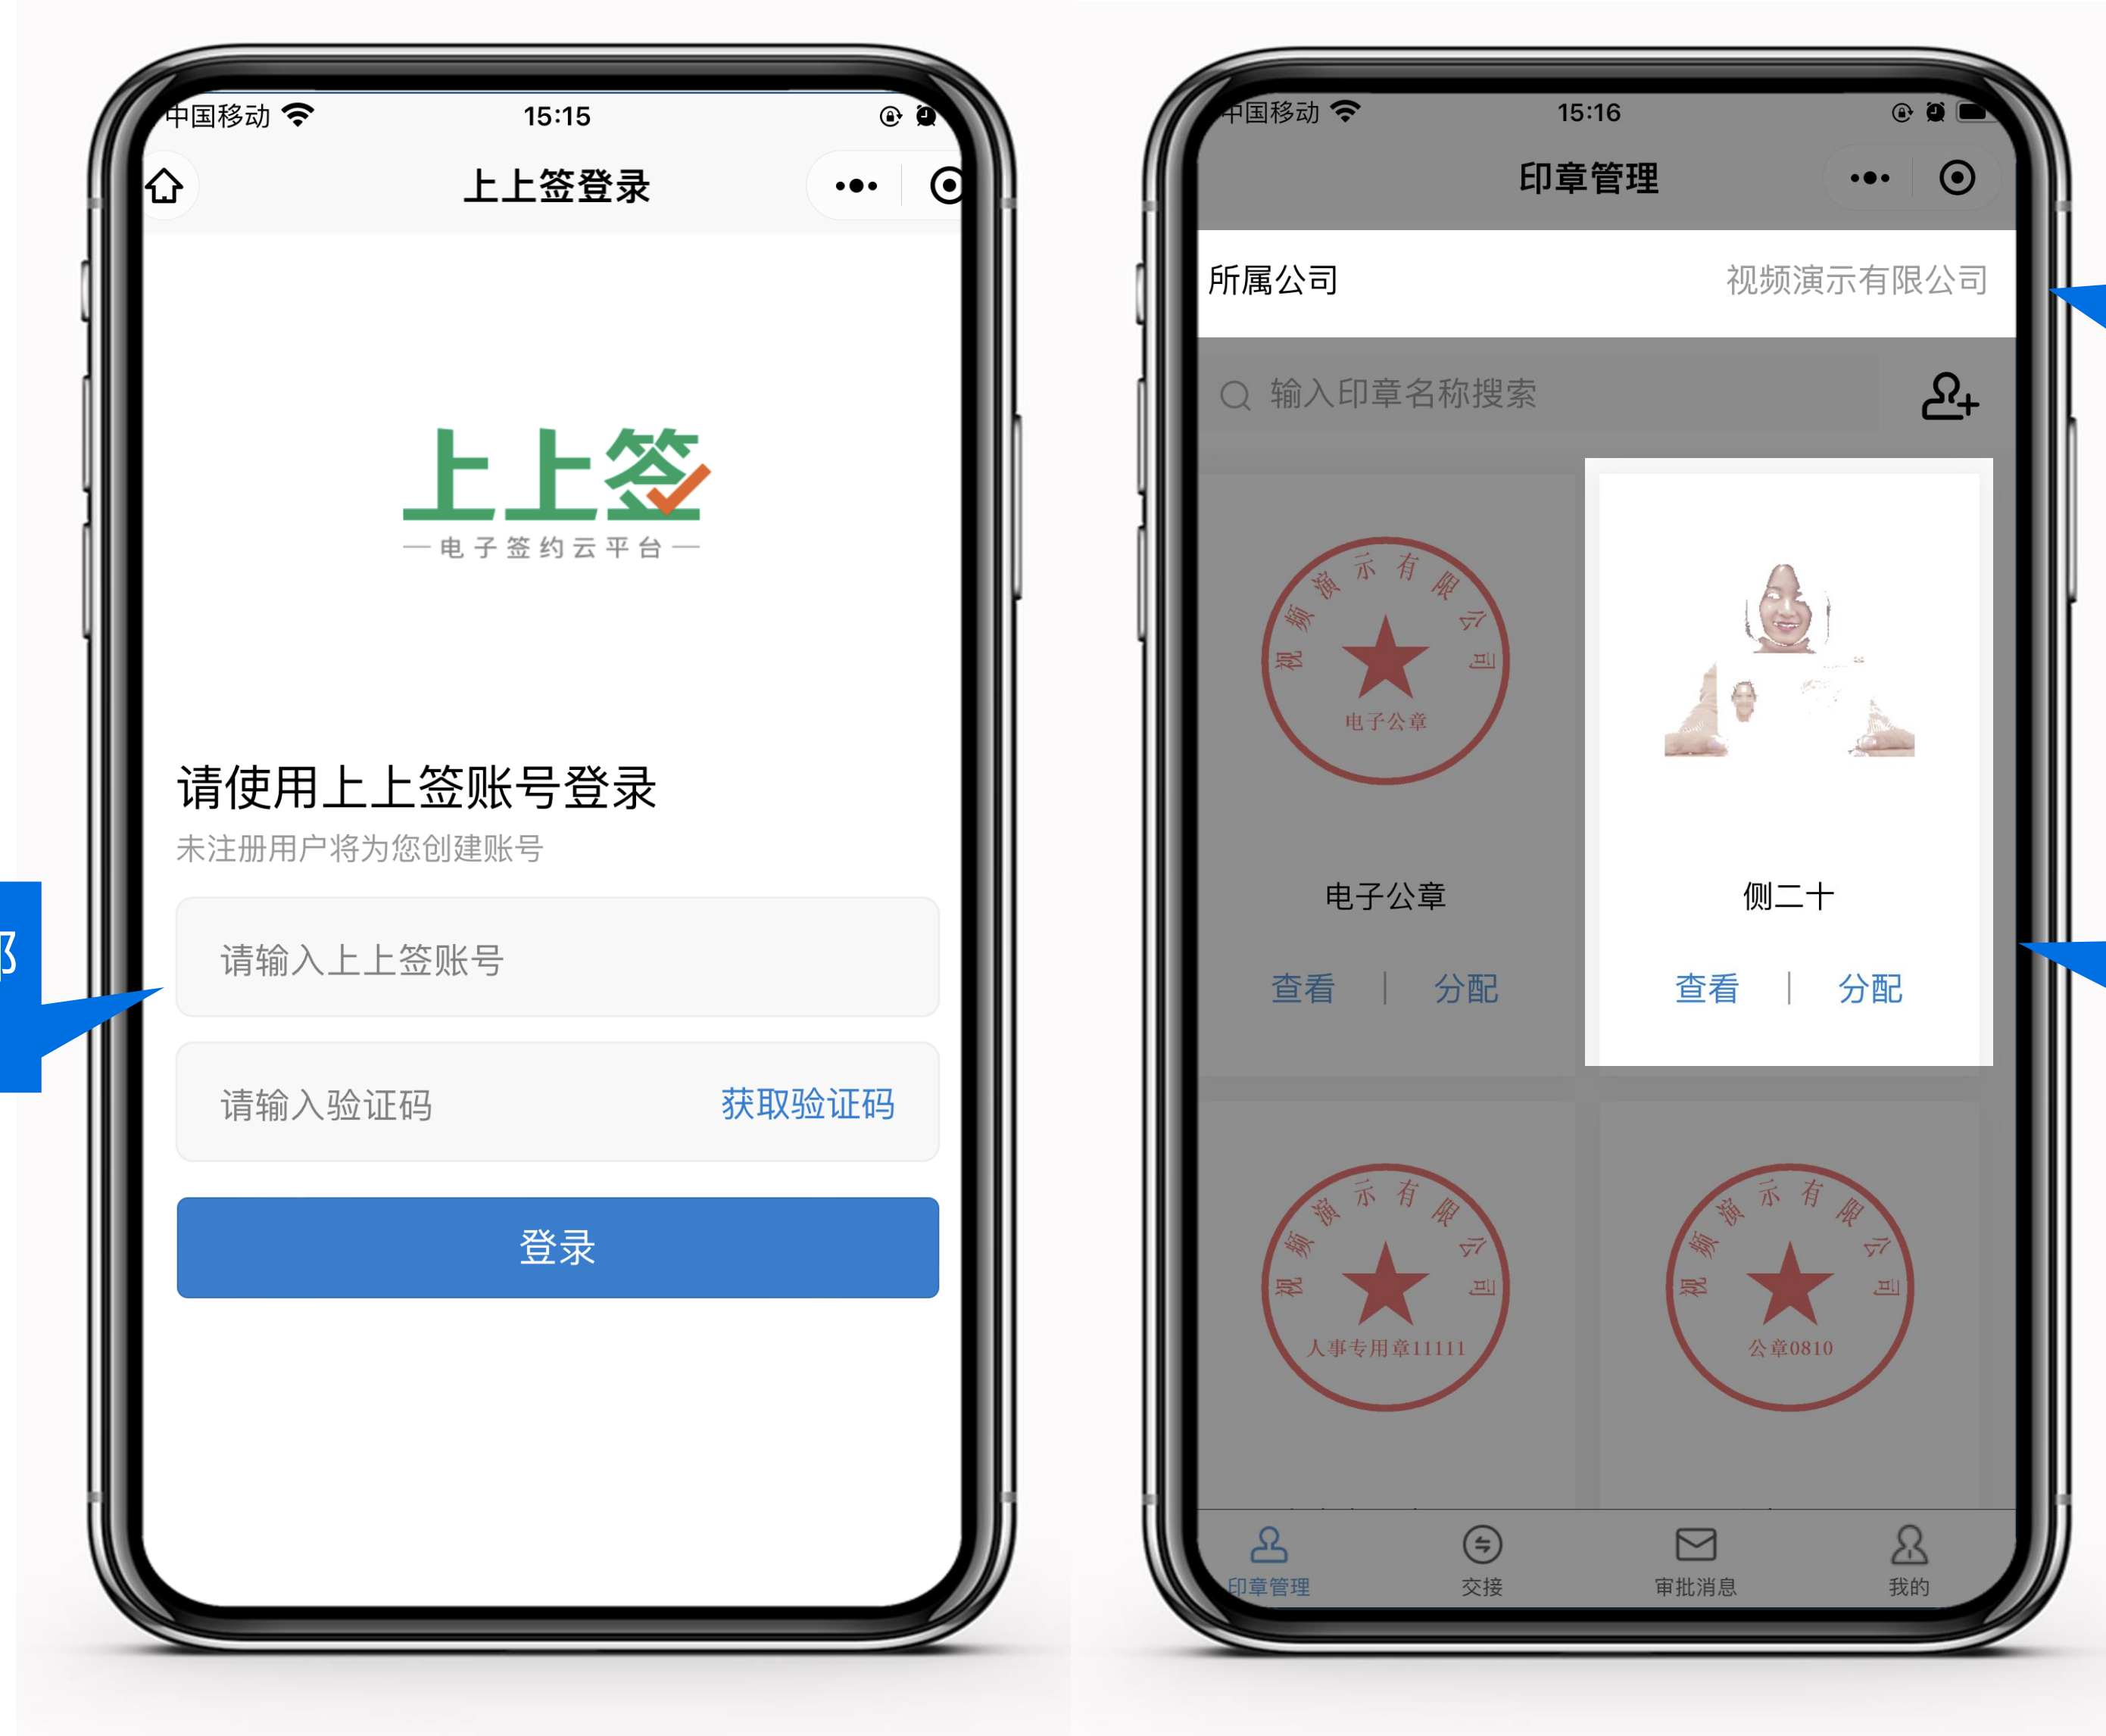 中国移动
15:15
上上签登录
上上签
电子签约云平台
请使用上上签账号登录
未注册用户将为您创建账号
请输入上上签账号
请输入验证码
获取验证码
登录
中国移动
15:16
印章管理
所属公司
视频演示有限公司
输入印章名称搜索
视频演示有限公司
电子公章
电子公章
查看 | 分配
侧二十
查看 | 分配
视频演示有限公司
人事专用章11111
视频演示有限公司
公章0810
印章管理
交接
审批消息
我的